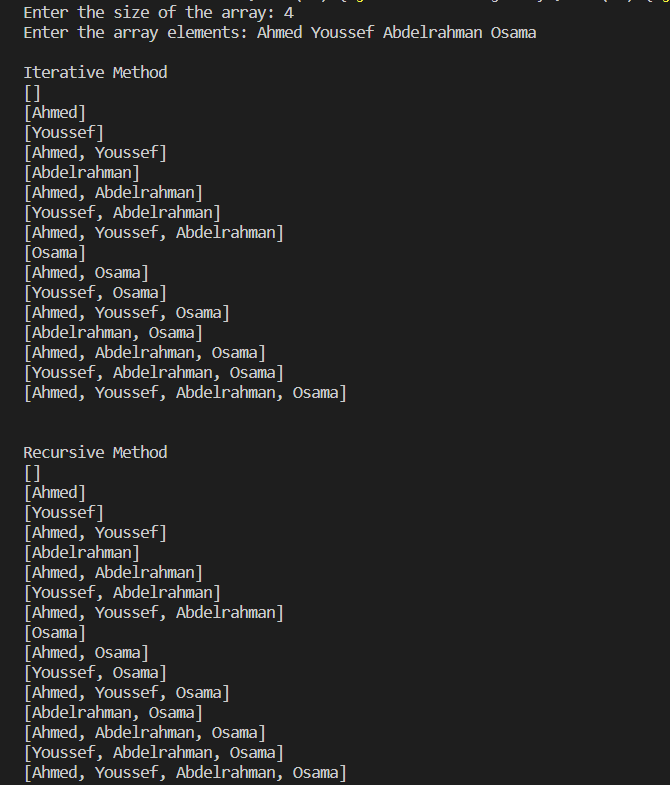 Enter the size of the array: 4
Enter the array elements: Ahmed Youssef Abdelrahman Osama
Iterative Method
[]
[Ahmed]
[Youssef]
[Ahmed, Youssef]
[Abdelrahman]
[Ahmed, Abdelrahman]
[Youssef, Abdelrahman]
[Ahmed, Youssef, Abdelrahman]
[Osama]
[Ahmed, Osama]
[Youssef, Osama]
[Ahmed, Youssef, Osama]
[Abdelrahman, Osama]
[Ahmed, Abdelrahman, Osama]
[Youssef, Abdelrahman, Osama]
[Ahmed, Youssef, Abdelrahman, Osama]
Recursive Method
[]
[Ahmed]
[Youssef]
[Ahmed, Youssef]
[Abdelrahman]
[Ahmed, Abdelrahman]
[Youssef, Abdelrahman]
[Ahmed, Youssef, Abdelrahman]
[Osama]
[Ahmed, Osama]
[Youssef, Osama]
[Ahmed, Youssef, Osama]
[Abdelrahman, Osama]
[Ahmed, Abdelrahman, Osama]
[Youssef, Abdelrahman, Osama]
[Ahmed, Youssef, Abdelrahman, Osama]